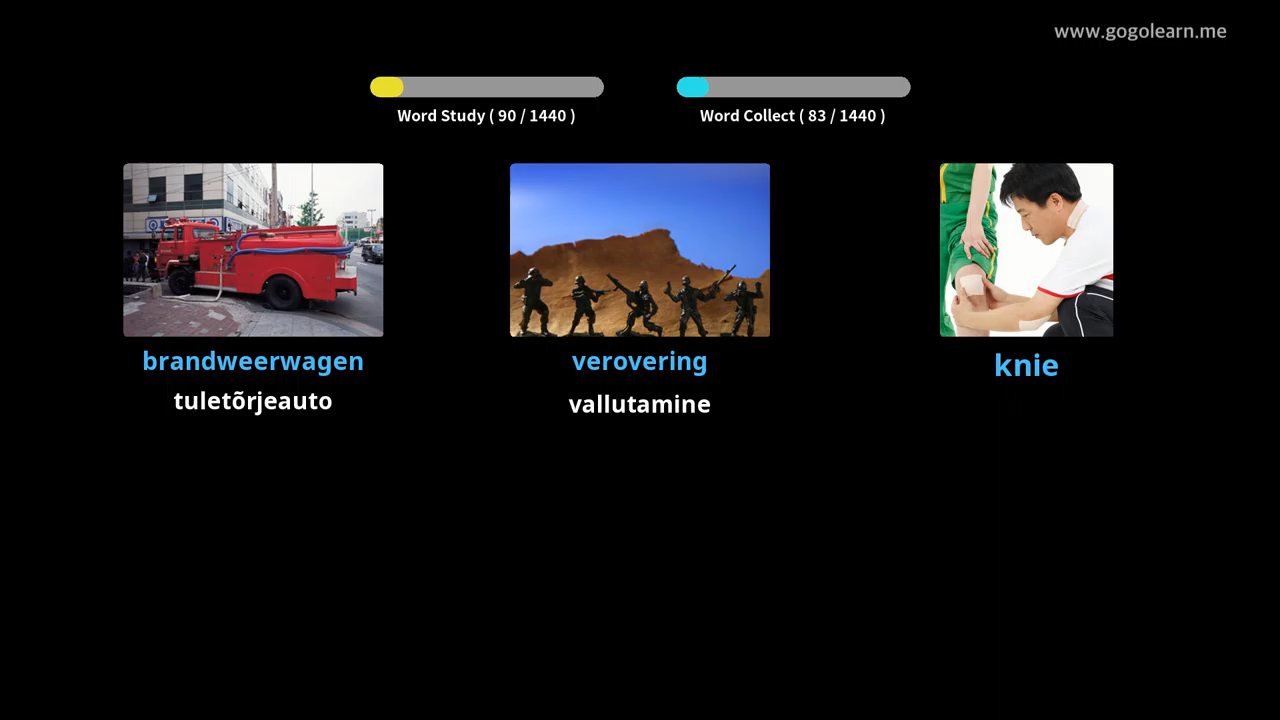 www.gogolearn.me
Word Study ( 90 / 1440 )
Word Collect ( 83 / 1440 )
brandweerwagen
tuletõrjeauto
verovering
vallutamine
knie